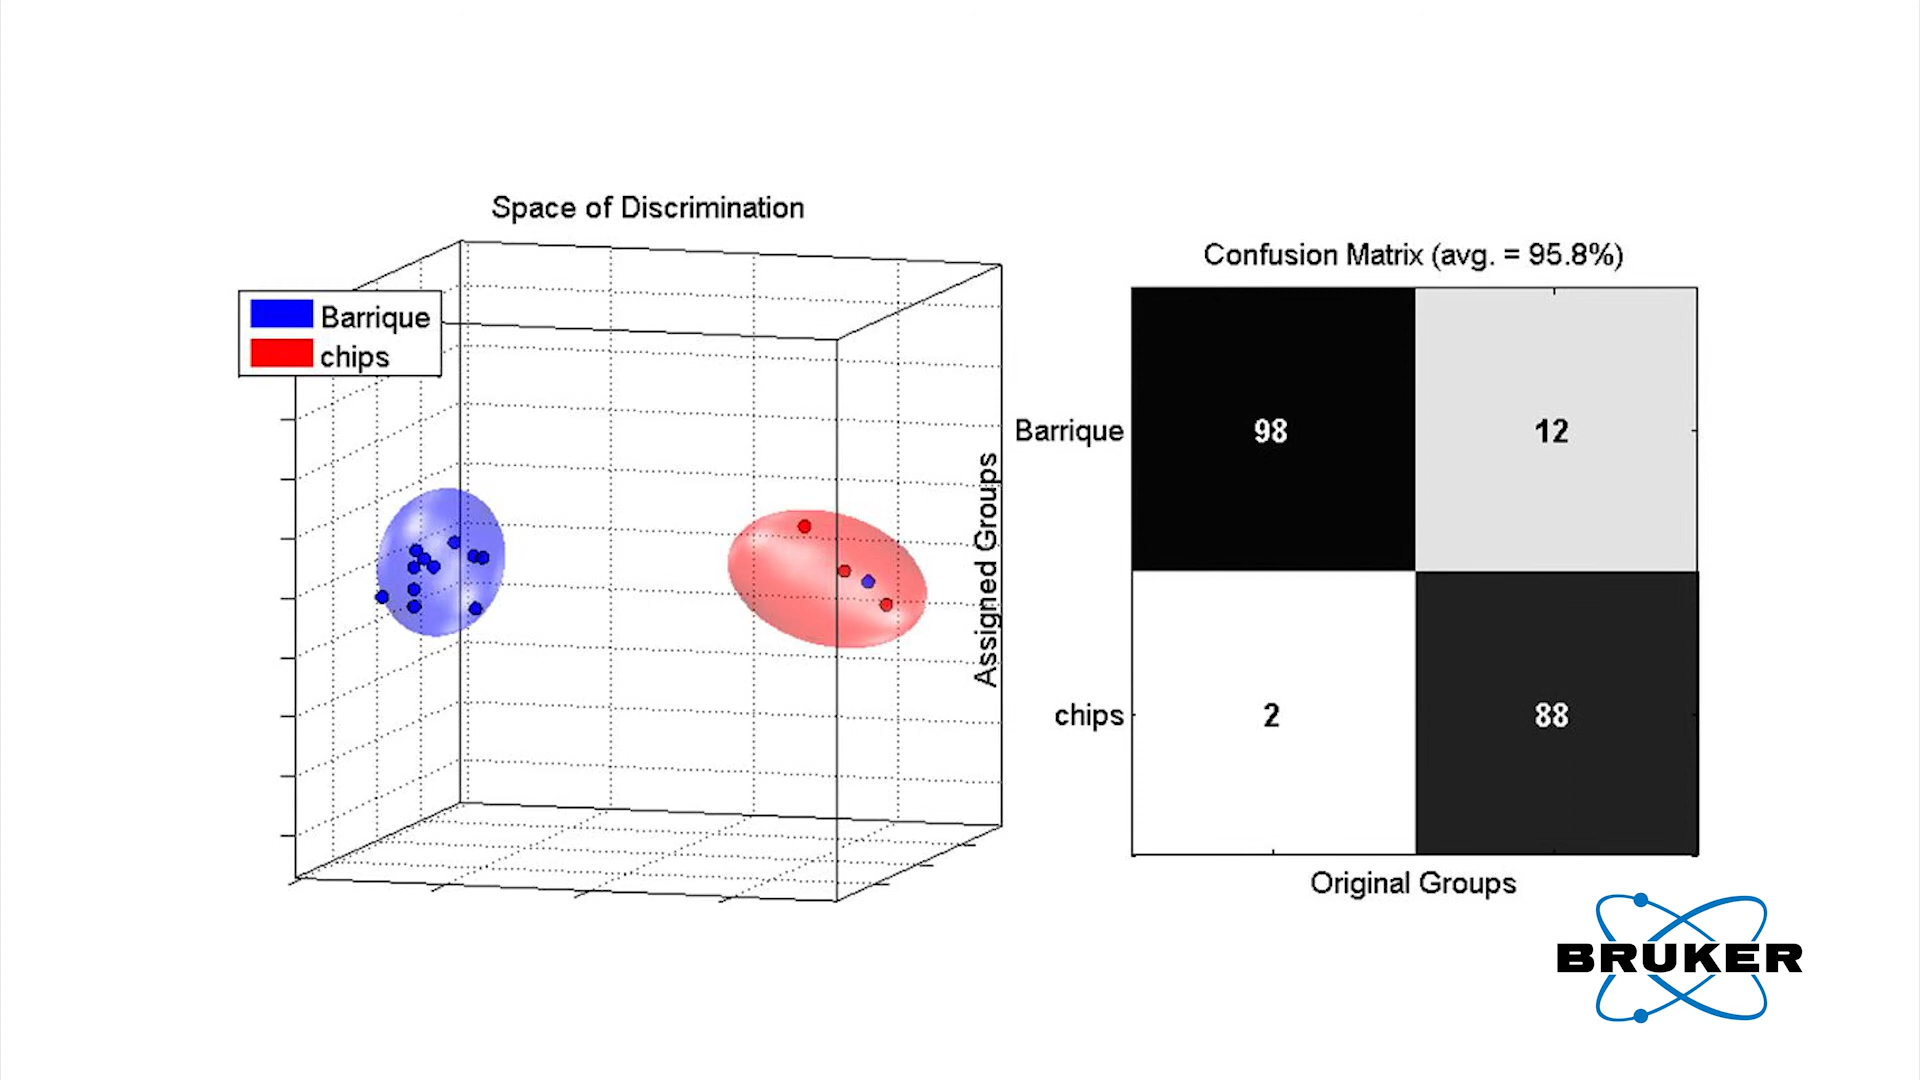 Space of Discrimination
Barrique
chips
Confusion Matrix (avg. = 95.8%)
Assigned Groups
Barrique
98
12
chips
2
88
Original Groups
BRUKER